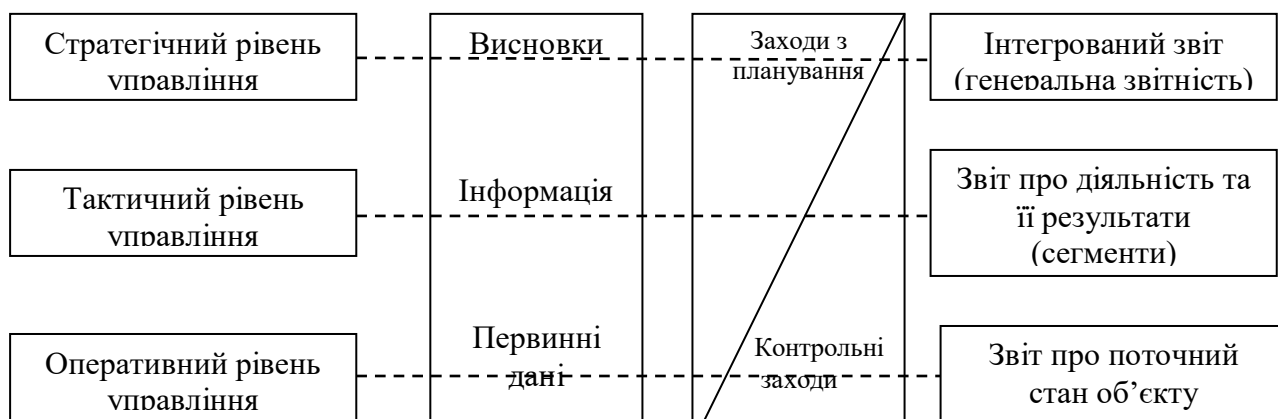 Стратегічний рівень
управління
Висновки
Заходи з
планування
Інтегрований звіт
(генеральна звітність)
Тактичний рівень
управління
Інформація
Звіт про діяльність та
її результати
(сегменти)
Оперативний рівень
управління
Первинні
дані
Контрольні
заходи
Звіт про поточний
стан об’єкту